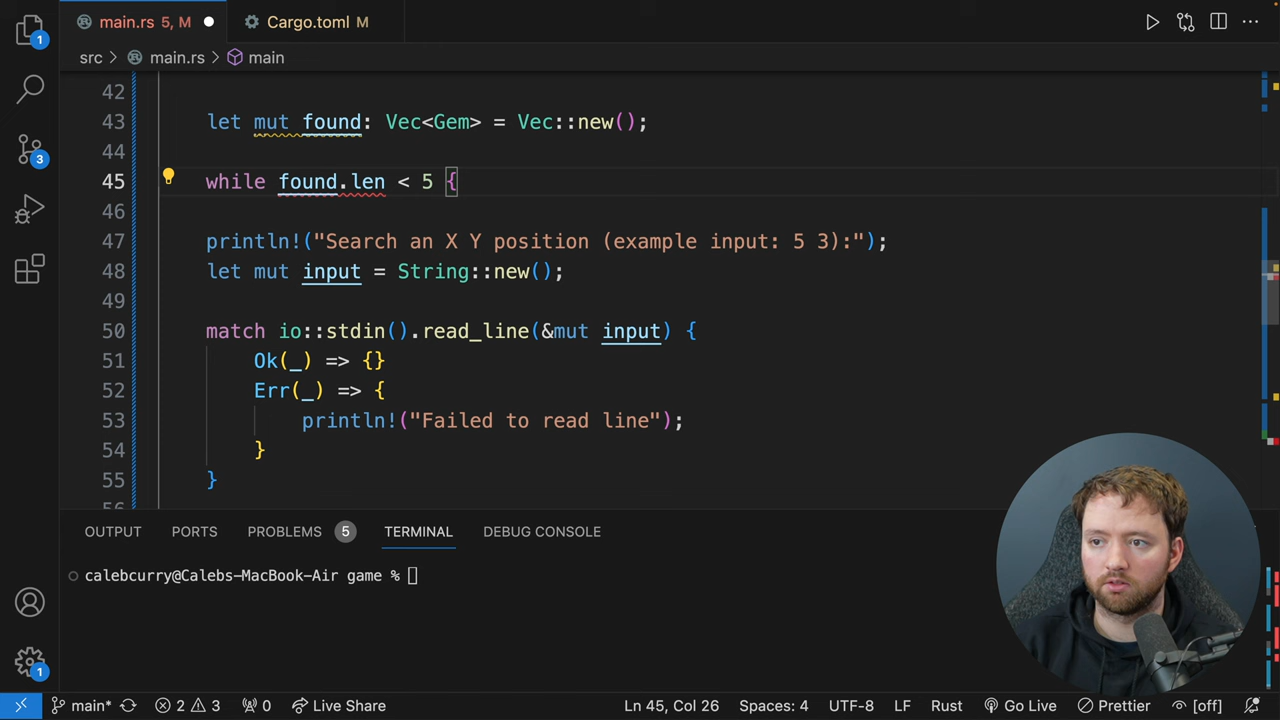 main.rs 5, M
Cargo.toml M
src > main.rs > main
42
43 let mut found: Vec<Gem> = Vec::new();
44
45 while found.len < 5 {
46
47 println!("Search an X Y position (example input: 5 3):");
48 let mut input = String::new();
49
50 match io::stdin().read_line(&mut input) {
51 Ok(_) => {}
52 Err(_) => {
53 println!("Failed to read line");
54 }
55 }
56
OUTPUT PORTS PROBLEMS 5 TERMINAL DEBUG CONSOLE
calebcurry@Calebs-MacBook-Air game %
1
3
1
main* 2 3 0 Live Share Ln 45, Col 26 Spaces: 4 UTF-8 LF Rust Go Live Prettier [off]